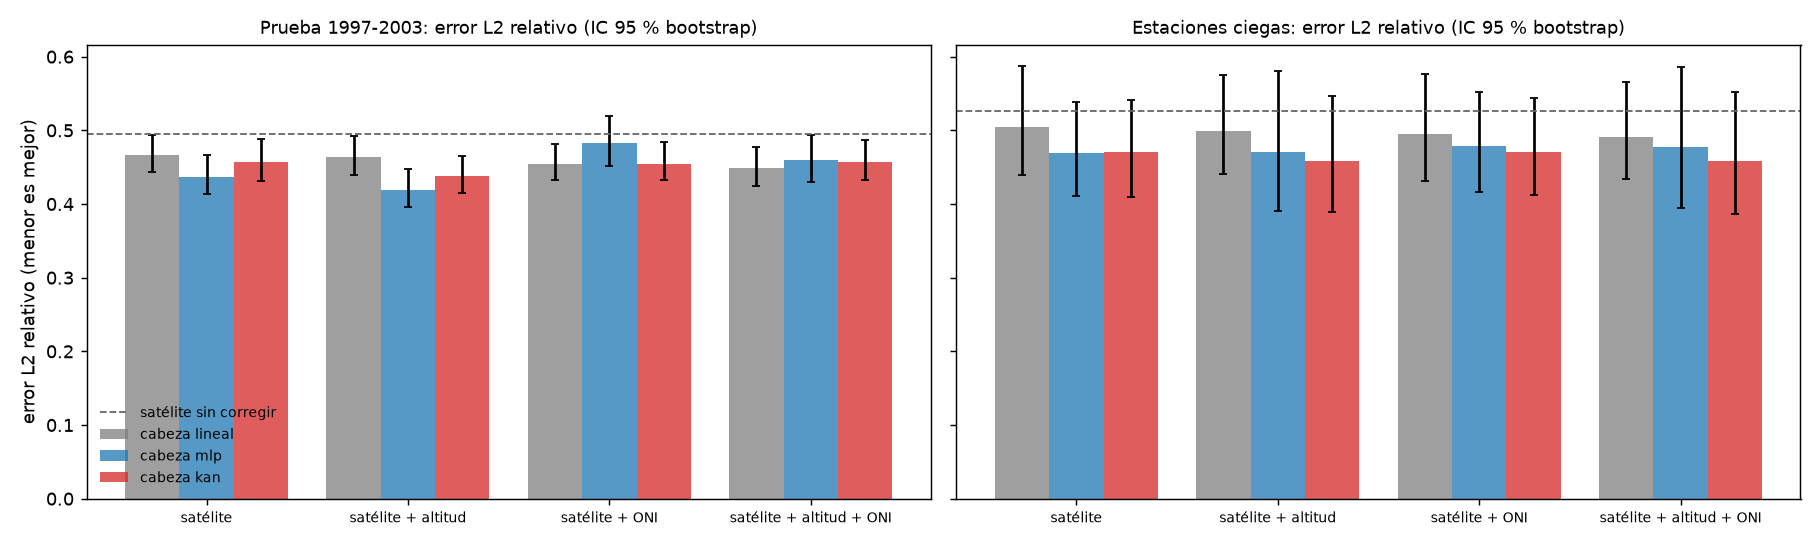 Prueba 1997-2003: error L2 relativo (IC 95 % bootstrap)
error L2 relativo (menor es mejor)
0.6
0.5
0.4
0.3
0.2
0.1
0.0
satélite sin corregir
cabeza lineal
cabeza mlp
cabeza kan
satélite
satélite + altitud
satélite + ONI
satélite + altitud + ONI
Estaciones ciegas: error L2 relativo (IC 95 % bootstrap)
satélite
satélite + altitud
satélite + ONI
satélite + altitud + ONI